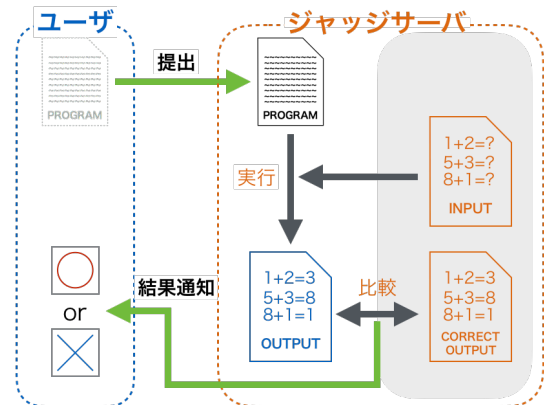 ユーザ
ジャッジサーバ
提出
PROGRAM
PROGRAM
1+2=?
5+3=?
8+1=?
INPUT
実行
結果通知
or
1+2=3
5+3=8
8+1=1
OUTPUT
比較
1+2=3
5+3=8
8+1=1
CORRECT
OUTPUT